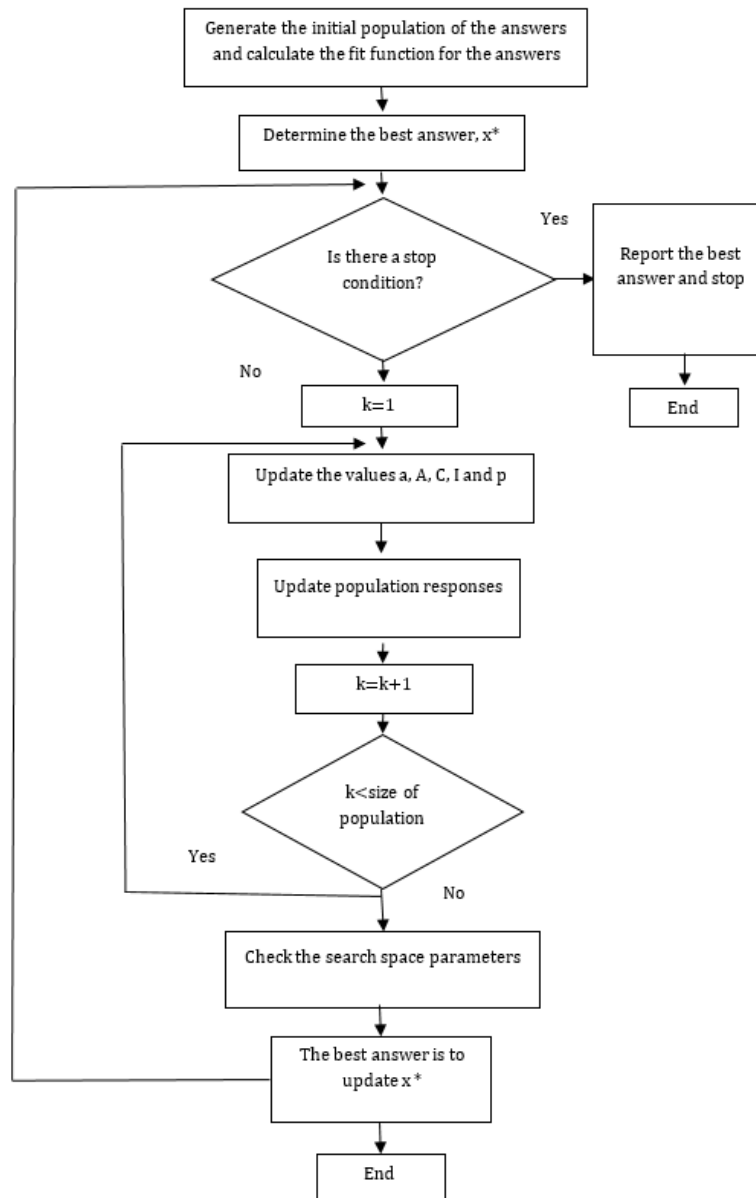 Generate the initial population of the answers
and calculate the fit function for the answers
Determine the best answer, x*
Yes
Is there a stop
condition?
Report the best
answer and stop
No
k=1
End
Update the values a, A, C, I and p
Update population responses
k=k+1
k<size of
population
Yes
No
Check the search space parameters
The best answer is to
update x*
End